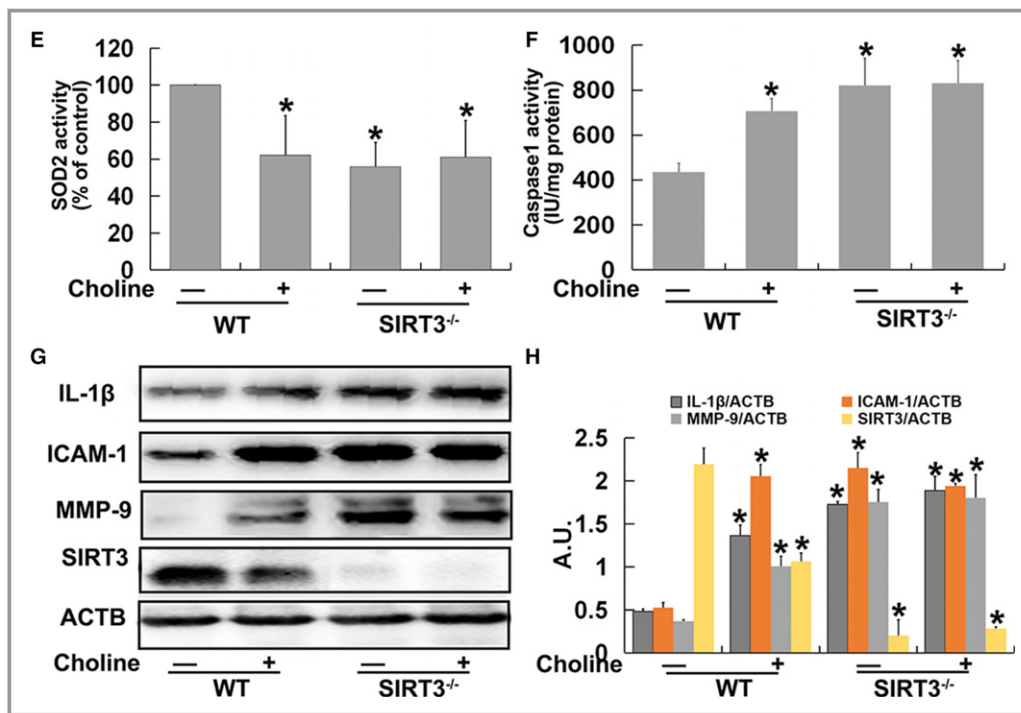 E
SOD2 activity
(% of control)
120
100
80
60
40
20
0
*
*
*
Choline
—
+
—
+
WT
SIRT3-/-
F
Caspase1 activity
(IU/mg protein)
1000
800
600
400
200
0
*
*
*
Choline
—
+
—
+
WT
SIRT3-/-
G
IL-1β
ICAM-1
MMP-9
SIRT3
ACTB
Choline
—
+
—
+
WT
SIRT3-/-
H
IL-1β/ACTB
ICAM-1/ACTB
MMP-9/ACTB
SIRT3/ACTB
A.U.
2.5
2
1.5
1
0.5
0
* * * *
* * * *
* * * *
Choline
—
+
—
+
WT
SIRT3-/-